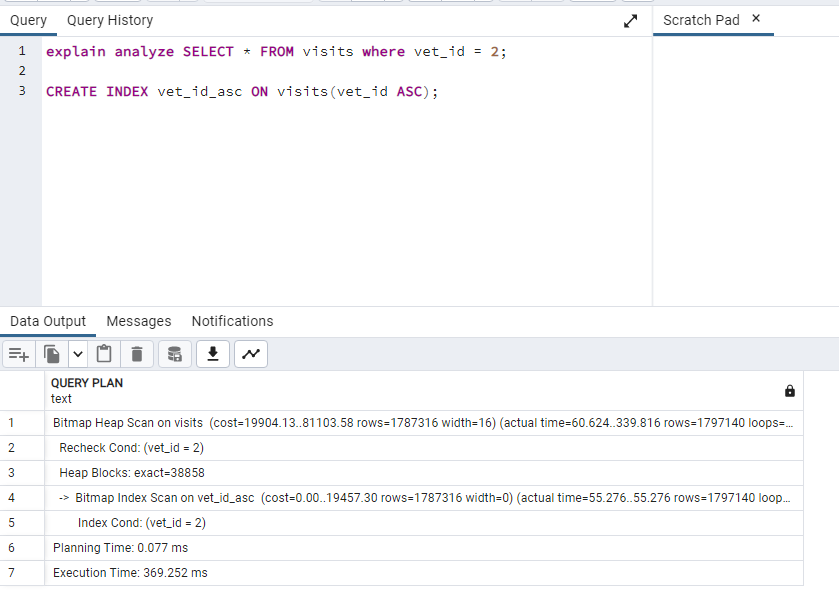 Query Query History Scratch Pad ×
1 explain analyze SELECT * FROM visits where vet_id = 2;
2
3 CREATE INDEX vet_id_asc ON visits(vet_id ASC);
Data Output Messages Notifications
QUERY PLAN
text
1 Bitmap Heap Scan on visits (cost=19904.13..81103.58 rows=1787316 width=16) (actual time=60.624..339.816 rows=1797140 loops=...
2 Recheck Cond: (vet_id = 2)
3 Heap Blocks: exact=38858
4 -> Bitmap Index Scan on vet_id_asc (cost=0.00..19457.30 rows=1787316 width=0) (actual time=55.276..55.276 rows=1797140 loop...
5 Index Cond: (vet_id = 2)
6 Planning Time: 0.077 ms
7 Execution Time: 369.252 ms